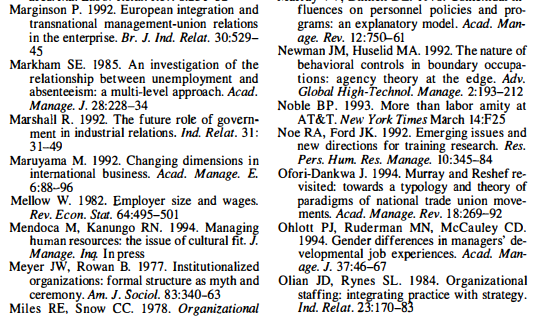 Marginson P. 1992. European integration and
transnational management-union relations
in the enterprise. Br. J. Ind. Relat. 30:529–
45
Markham SE. 1985. An investigation of the
relationship between unemployment and
absenteeism: a multi-level approach. Acad.
Manage. J. 28:228–34
Marshall R. 1992. The future role of govern-
ment in industrial relations. Ind. Relat. 31:
31–49
Maruyama M. 1992. Changing dimensions in
international business. Acad. Manage. E.
6:88–96
Mellow W. 1982. Employer size and wages.
Rev. Econ. Stat. 64:495–501
Mendoca M, Kanungo RN. 1994. Managing
human resources: the issue of cultural fit. J.
Manage. Inq. In press
Meyer JW, Rowan B. 1977. Institutionalized
organizations: formal structure as myth and
ceremony. Am. J. Sociol. 83:340–63
Miles RE, Snow CC. 1978. Organizational
fluences on personnel policies and pro-
grams: an explanatory model. Acad. Man-
age. Rev. 12:750–61
Newman JM, Huselid MA. 1992. The nature of
behavioral controls in boundary occupa-
tions: agency theory at the edge. Adv.
Global High-Technol. Manage. 2:193–212
Noble BP. 1993. More than labor amity at
AT&T. New York Times March 14:F25
Noe RA, Ford JK. 1992. Emerging issues and
new directions for training research. Res.
Pers. Hum. Res. Manage. 10:345–84
Ofori-Dankwa J. 1994. Murray and Reshef re-
visited: towards a typology and theory of
paradigms of national trade union move-
ments. Acad. Manage. Rev. 18:269–92
Ohlott PJ, Ruderman MN, McCauley CD.
1994. Gender differences in managers' de-
velopmental job experiences. Acad. Man-
age. J. 37:46–67
Olian JD, Rynes SL. 1984. Organizational
staffing: integrating practice with strategy.
Ind. Relat. 23:170–83